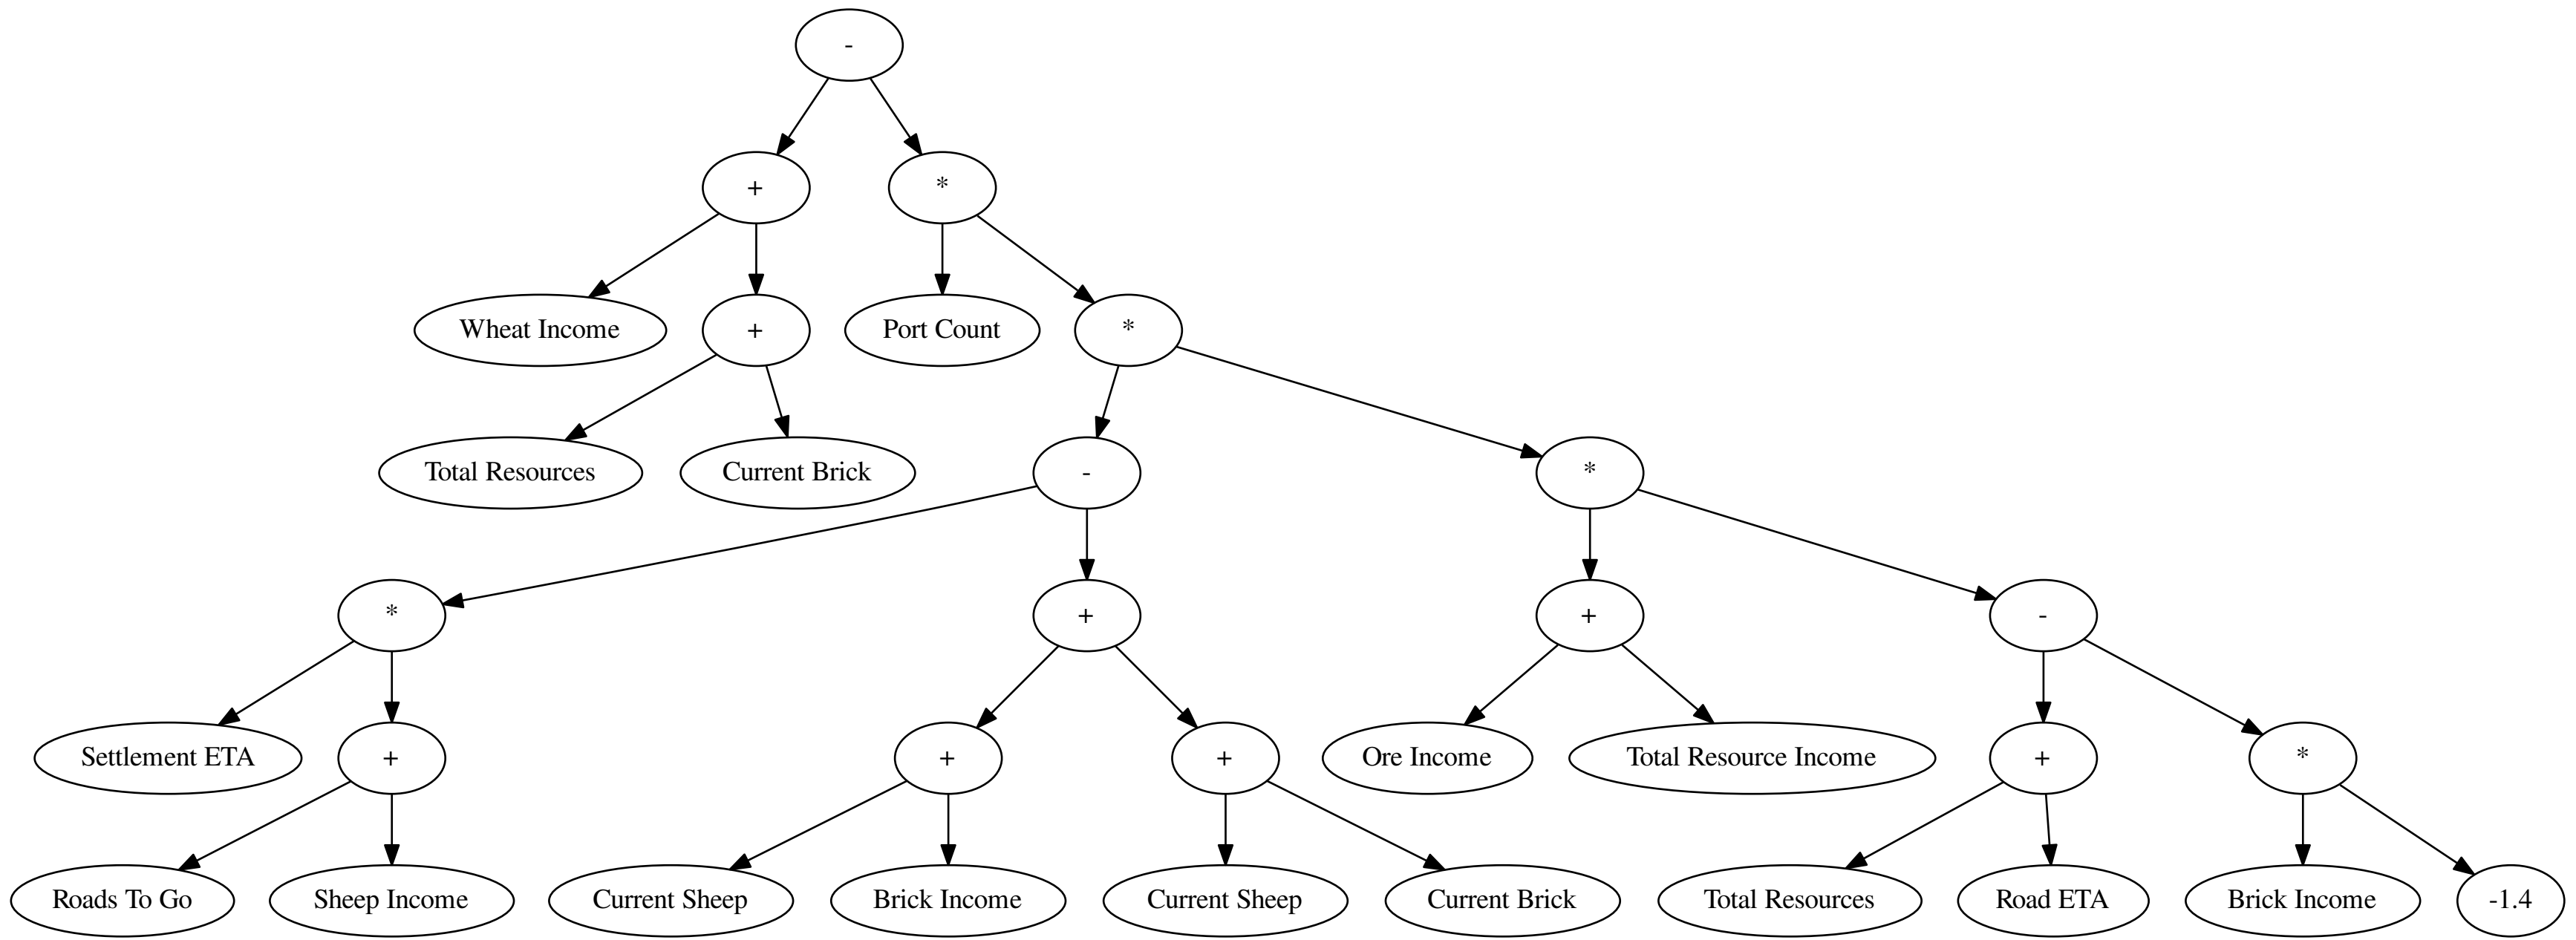 -
+
*
Wheat Income
+
Port Count
*
Total Resources
Current Brick
-
*
*
+
+
-
Settlement ETA
+
+
+
Ore Income
Total Resource Income
+
*
Roads To Go
Sheep Income
Current Sheep
Brick Income
Current Sheep
Current Brick
Total Resources
Road ETA
Brick Income
-1.4